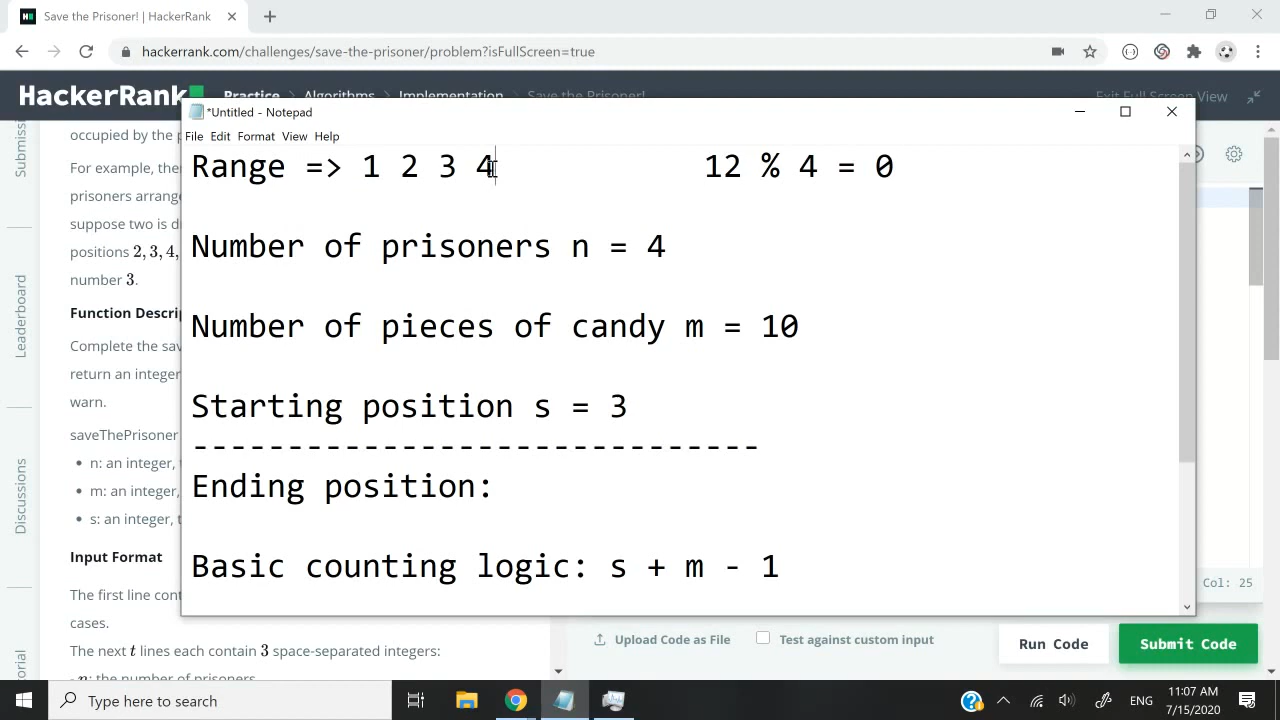 Save the Prisoner! | HackerRank
hackerrank.com/challenges/save-the-prisoner/problem?isFullScreen=true
HackerRank
Practice > Algorithms > Implementation > Save the Prisoner!
Exit Full Screen View
*Untitled - Notepad
File Edit Format View Help
Range => 1 2 3 4 12 % 4 = 0
Number of prisoners n = 4
Number of pieces of candy m = 10
Starting position s = 3
------------------------------
Ending position:
Basic counting logic: s + m - 1
Leaderboard
Discussions
occupied by the
For example,
prisoners
suppose two is
positions 2, 3, 4,
number 3.
Function
Complete the
return an integer
warn.
saveThePrisoner
• n: an integer,
• m: an integer,
• s: an integer,
Input Format
The first line
cases.
The next t lines each contain 3 space-separated integers:
- n: the number of prisoners
Col: 25
Upload Code as File
Test against custom input
Run Code
Submit Code
Type here to search
ENG
11:07 AM
7/15/2020